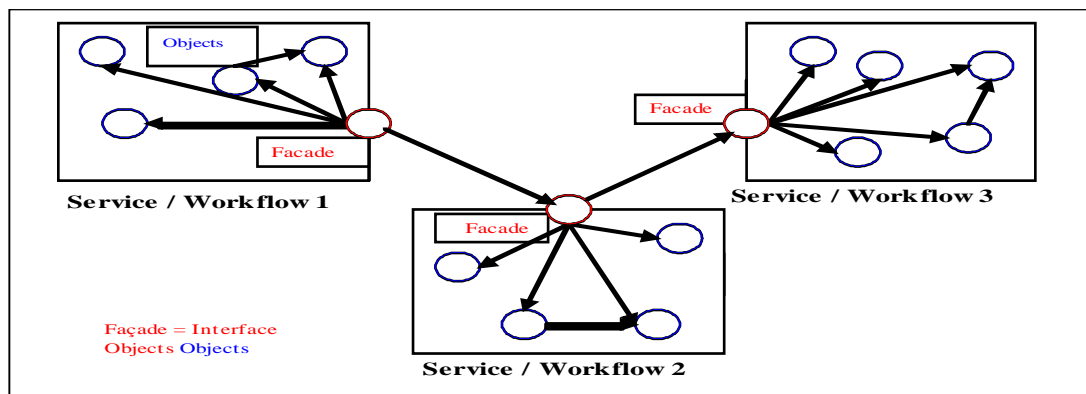 Objects
Facade
Service / Workflow 1
Facade
Service / Workflow 3
Facade
Service / Workflow 2
Façade = Interface
Objects Objects